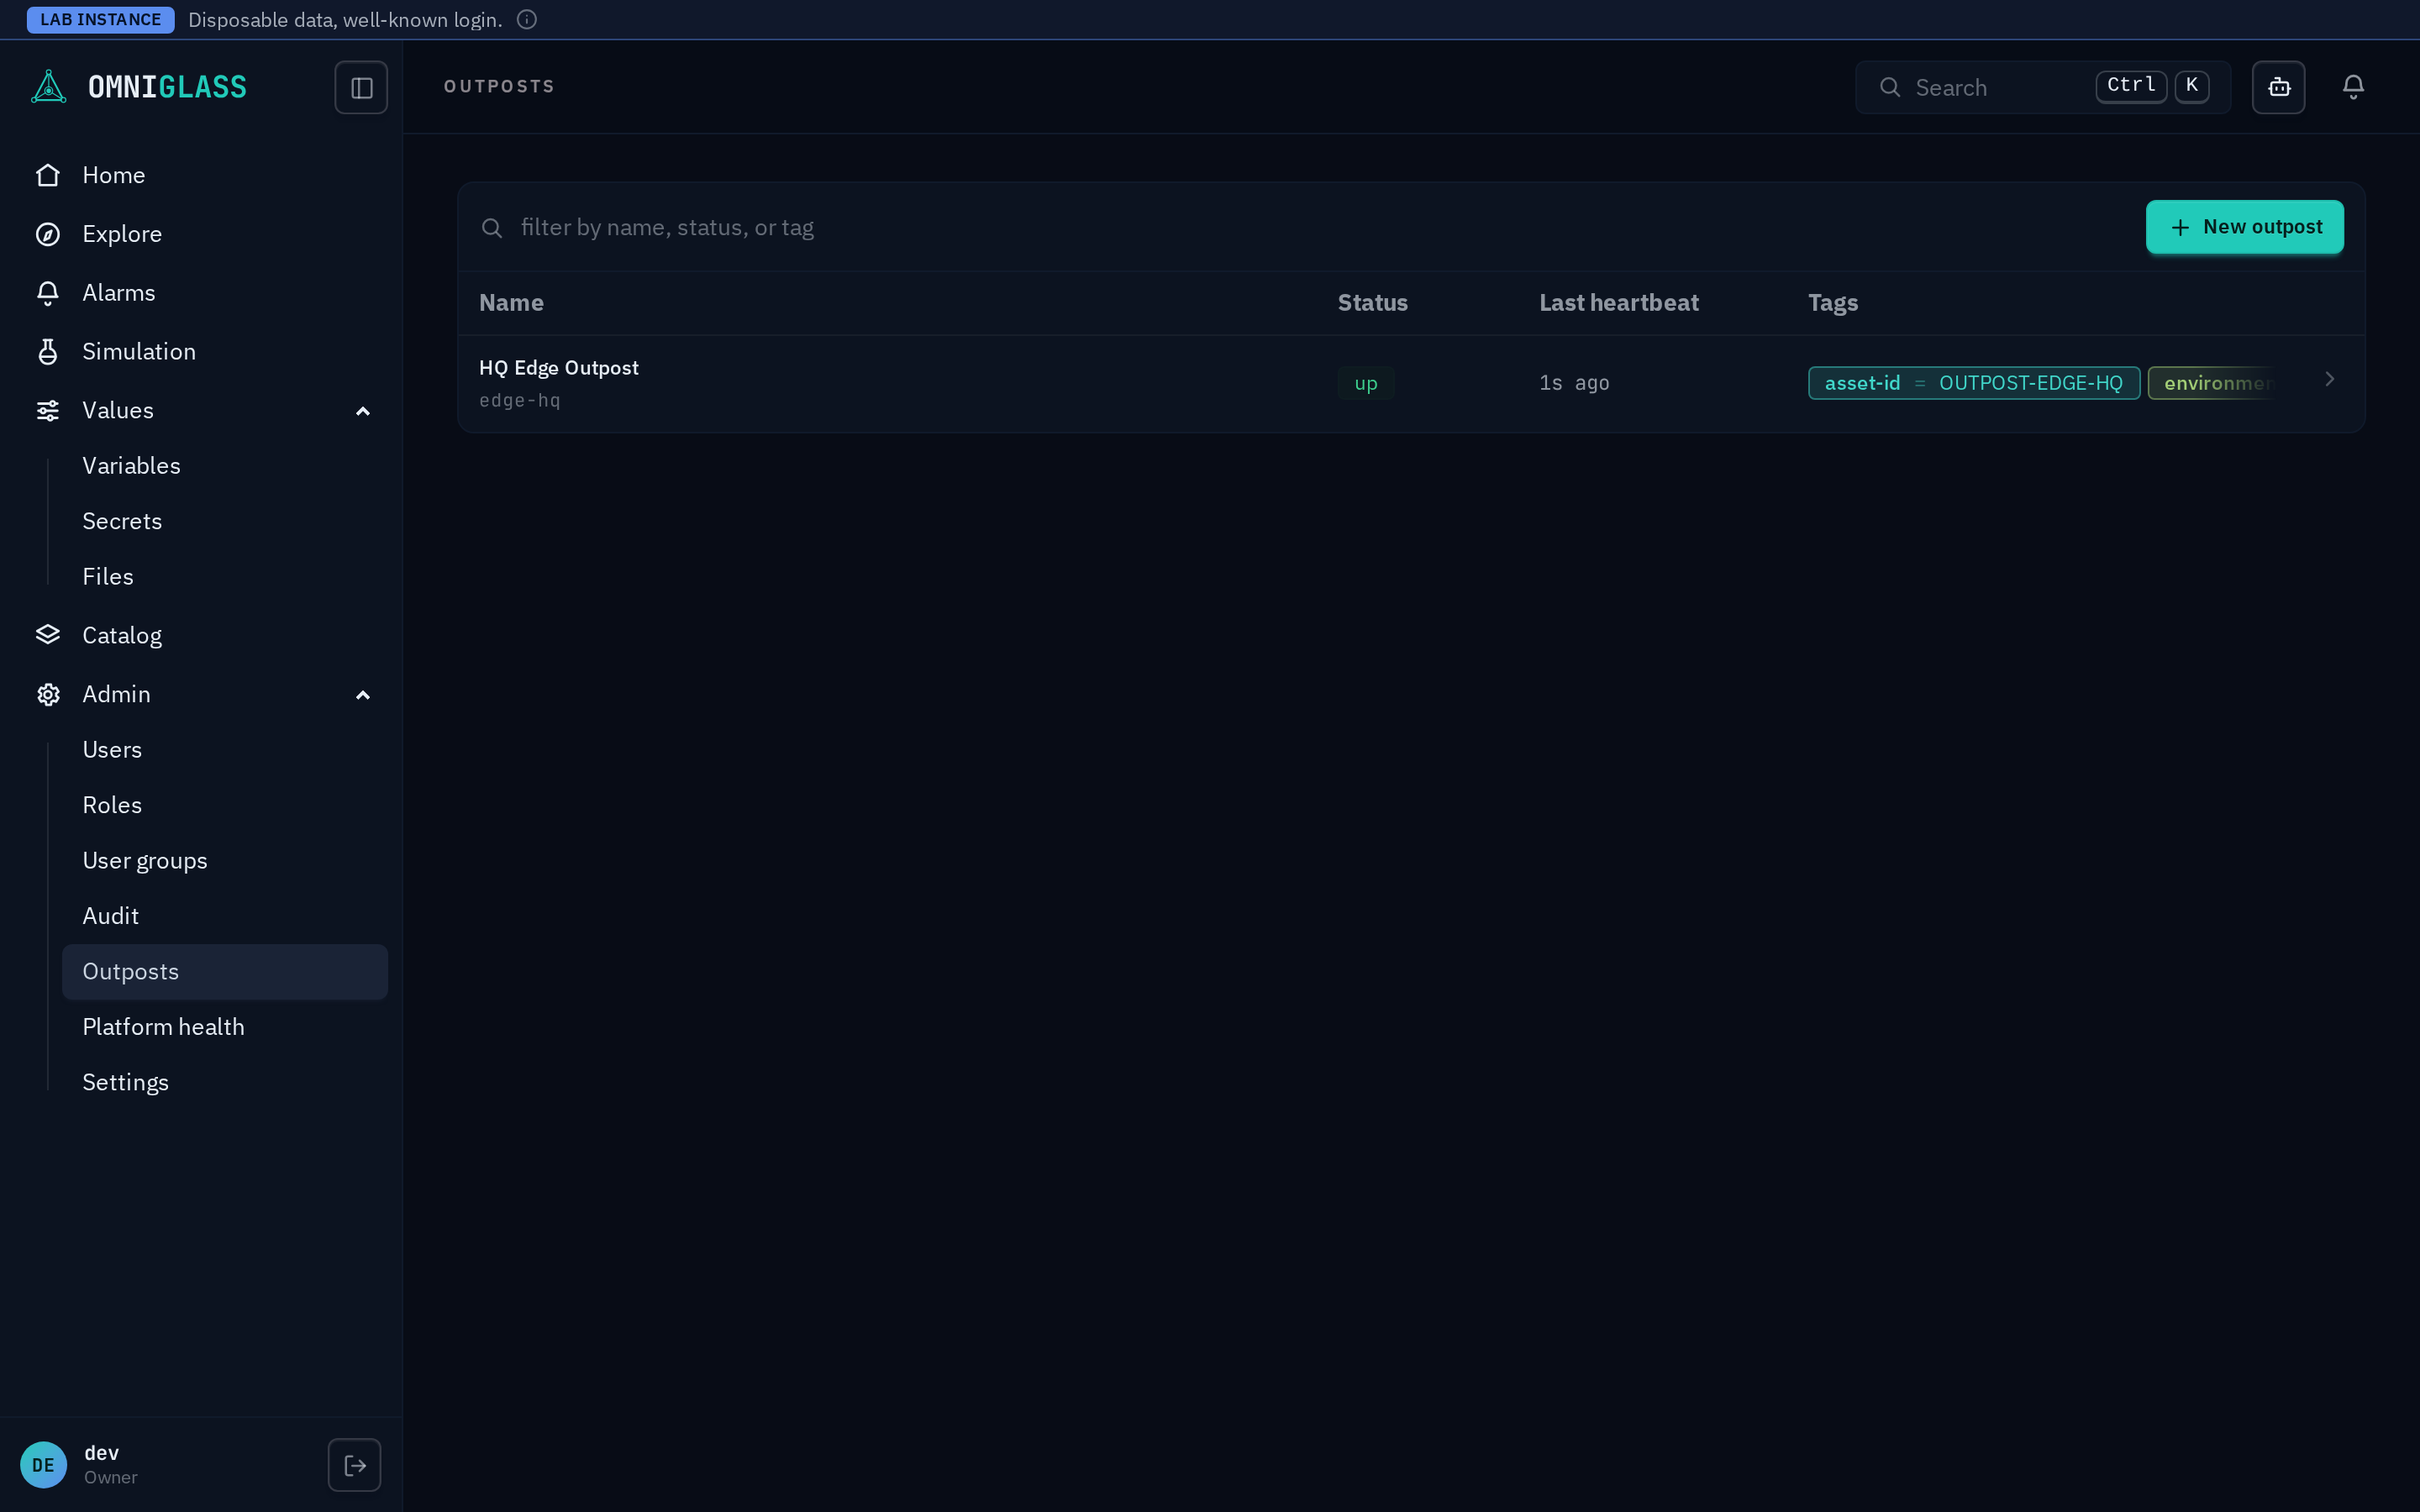 LAB INSTANCE Disposable data, well-known login.
OMNIGLASS
OUTPOSTS
Search Ctrl K
Home
Explore
Alarms
Simulation
Values
Variables
Secrets
Files
Catalog
Admin
Users
Roles
User groups
Audit
Outposts
Platform health
Settings
DE dev
Owner
filter by name, status, or tag
New outpost
Name Status Last heartbeat Tags
HQ Edge Outpost
edge-hq
up 1s ago asset-id = OUTPOST-EDGE-HQ environmen